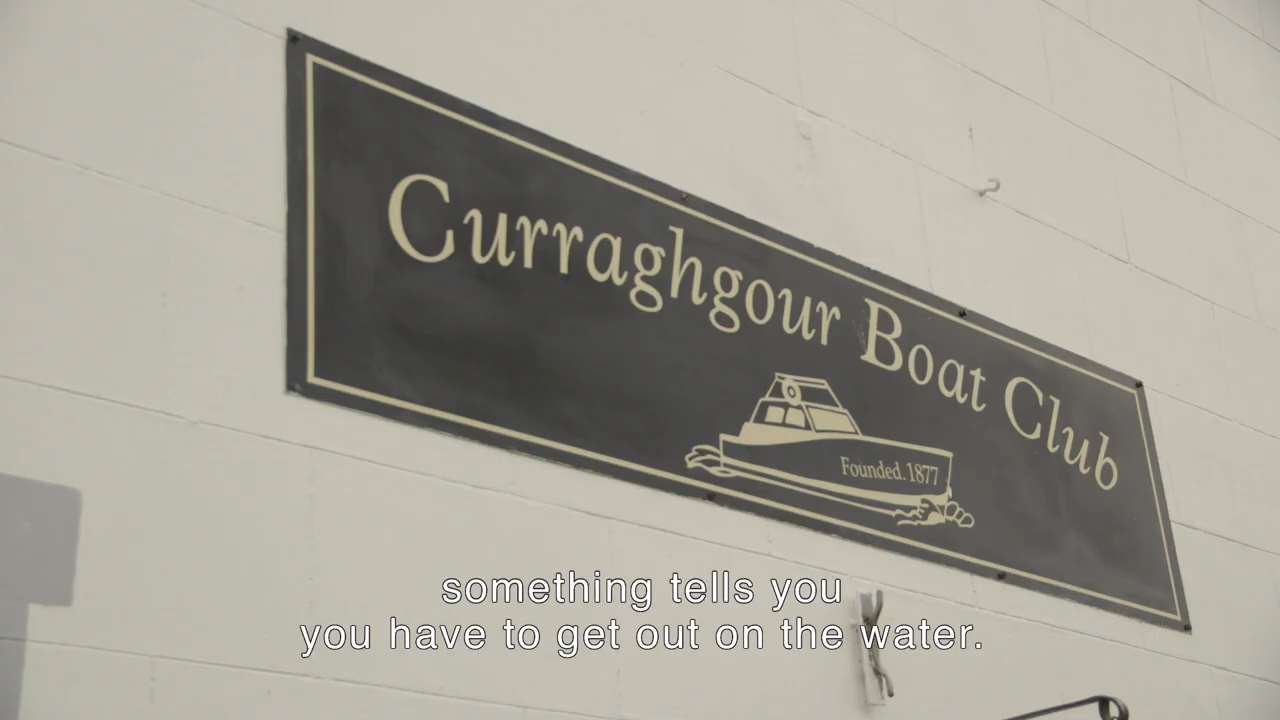 Curraghgour Boat Club
Founded.1877
something tells you
you have to get out on the water.